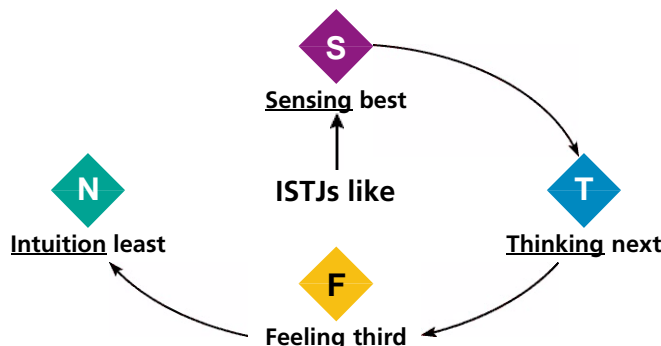 S
Sensing best
ISTJs like
N
Intuition least
T
Thinking next
F
Feeling third